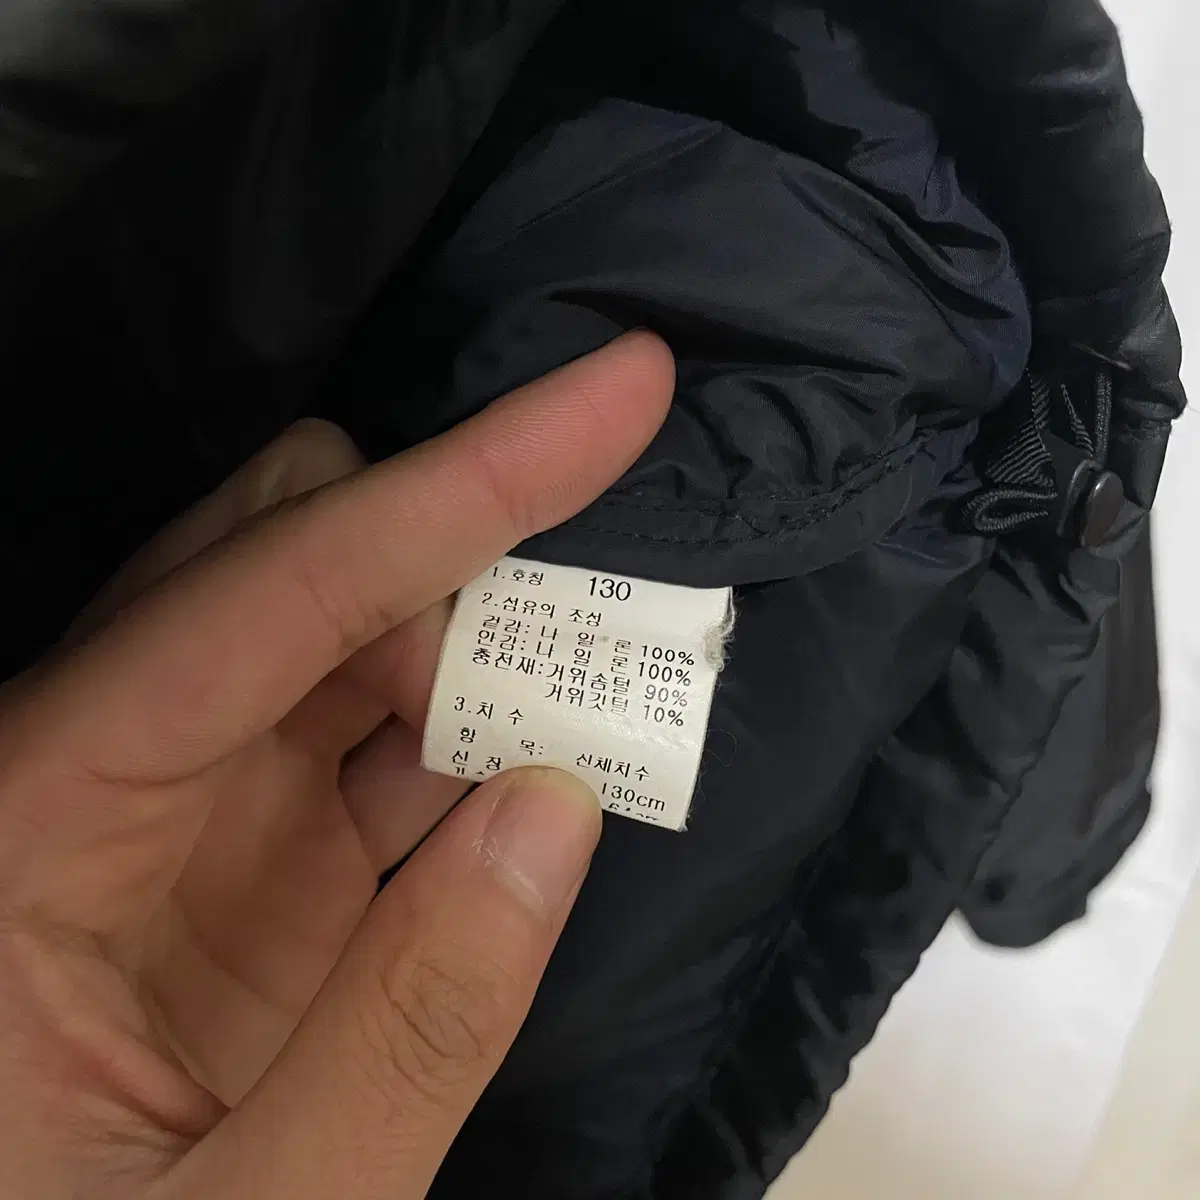 1.호칭 130
2.섬유의 조성
겉감: 나 일 론 100%
안감: 나 일 론 100%
충전재:거위솜털 90%
거위깃털 10%
3.치 수
항 목: 신체치수
신 장 130cm